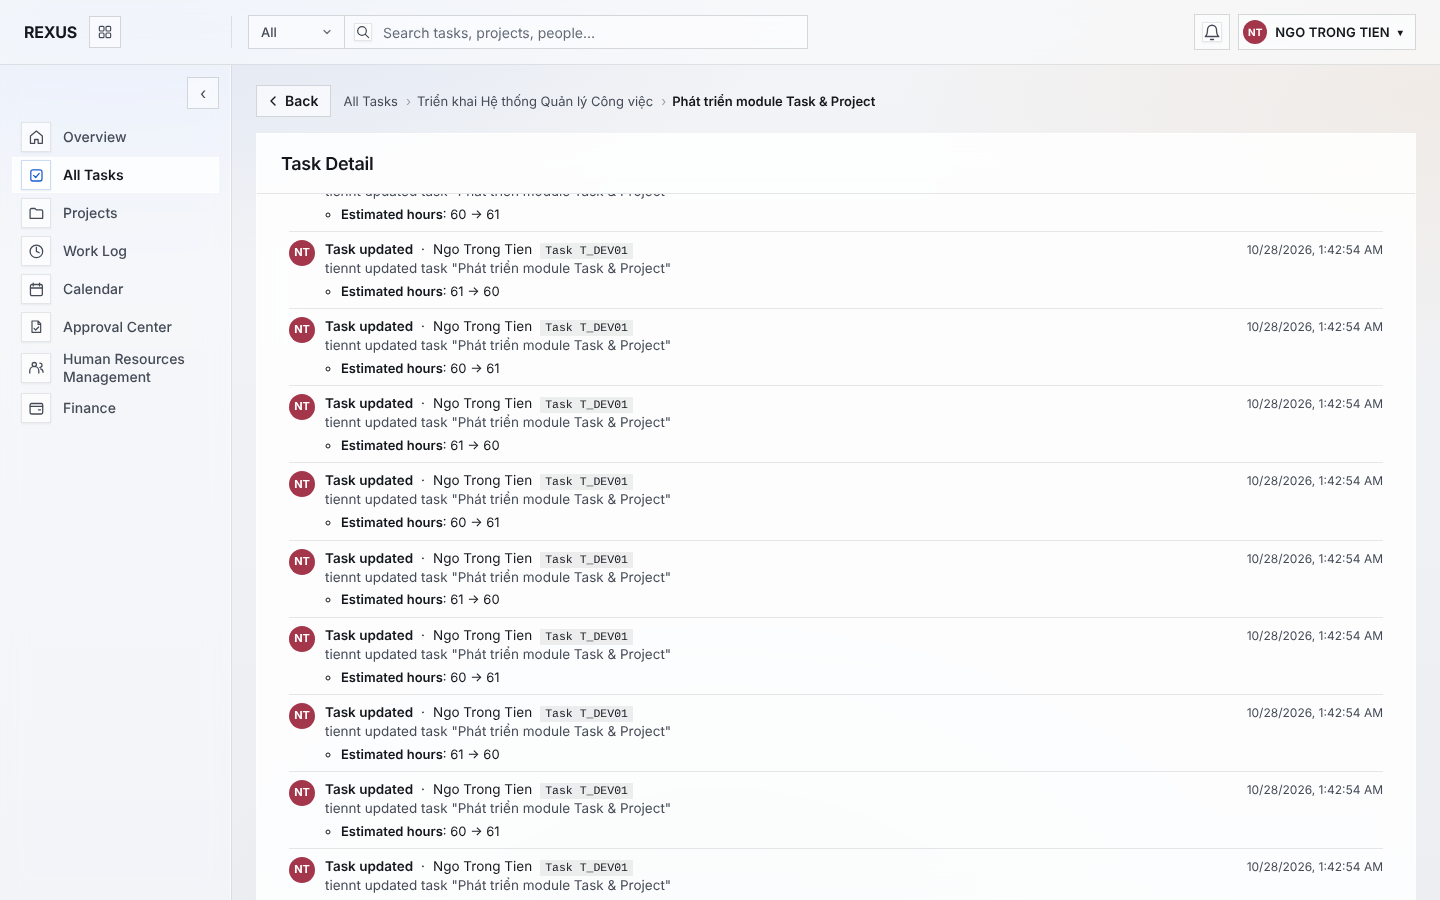 REXUS
All
Search tasks, projects, people...
NT
NGO TRONG TIEN
Overview
All Tasks
Projects
Work Log
Calendar
Approval Center
Human Resources
Management
Finance
Back
All Tasks › Triển khai Hệ thống Quản lý Công việc › Phát triển module Task & Project
Task Detail
tiennt updated task "Phát triển module Task & Project"
Estimated hours: 60 → 61
NT Task updated · Ngo Trong Tien Task T_DEV01 10/28/2026, 1:42:54 AM
tiennt updated task "Phát triển module Task & Project"
Estimated hours: 61 → 60
NT Task updated · Ngo Trong Tien Task T_DEV01 10/28/2026, 1:42:54 AM
tiennt updated task "Phát triển module Task & Project"
Estimated hours: 60 → 61
NT Task updated · Ngo Trong Tien Task T_DEV01 10/28/2026, 1:42:54 AM
tiennt updated task "Phát triển module Task & Project"
Estimated hours: 61 → 60
NT Task updated · Ngo Trong Tien Task T_DEV01 10/28/2026, 1:42:54 AM
tiennt updated task "Phát triển module Task & Project"
Estimated hours: 60 → 61
NT Task updated · Ngo Trong Tien Task T_DEV01 10/28/2026, 1:42:54 AM
tiennt updated task "Phát triển module Task & Project"
Estimated hours: 61 → 60
NT Task updated · Ngo Trong Tien Task T_DEV01 10/28/2026, 1:42:54 AM
tiennt updated task "Phát triển module Task & Project"
Estimated hours: 60 → 61
NT Task updated · Ngo Trong Tien Task T_DEV01 10/28/2026, 1:42:54 AM
tiennt updated task "Phát triển module Task & Project"
Estimated hours: 61 → 60
NT Task updated · Ngo Trong Tien Task T_DEV01 10/28/2026, 1:42:54 AM
tiennt updated task "Phát triển module Task & Project"
Estimated hours: 60 → 61
NT Task updated · Ngo Trong Tien Task T_DEV01 10/28/2026, 1:42:54 AM
tiennt updated task "Phát triển module Task & Project"